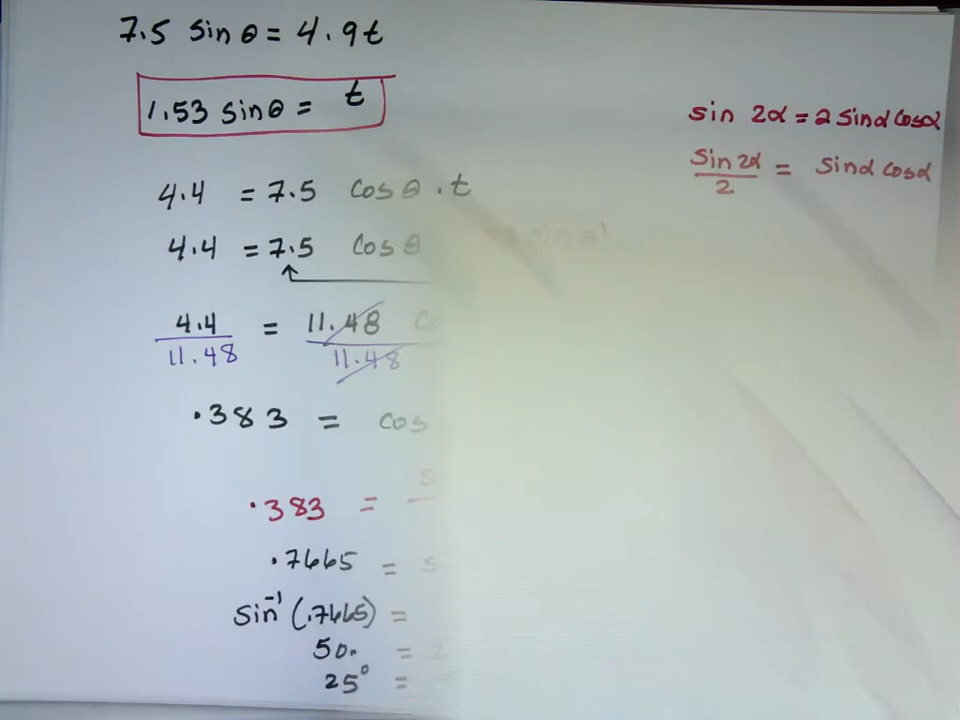 7.5 sin θ = 4.9t
1.53 sin θ = t
4.4 = 7.5 cos θ · t
4.4 = 7.5 cos θ
4.4/11.48 = 11.48/11.48
.383 = cos
.383 =
.7665 = s
sin⁻¹(.7665) =
50. =
25° =
sin 2α = 2 sinα cosα
sin 2α/2 = sinα cosα